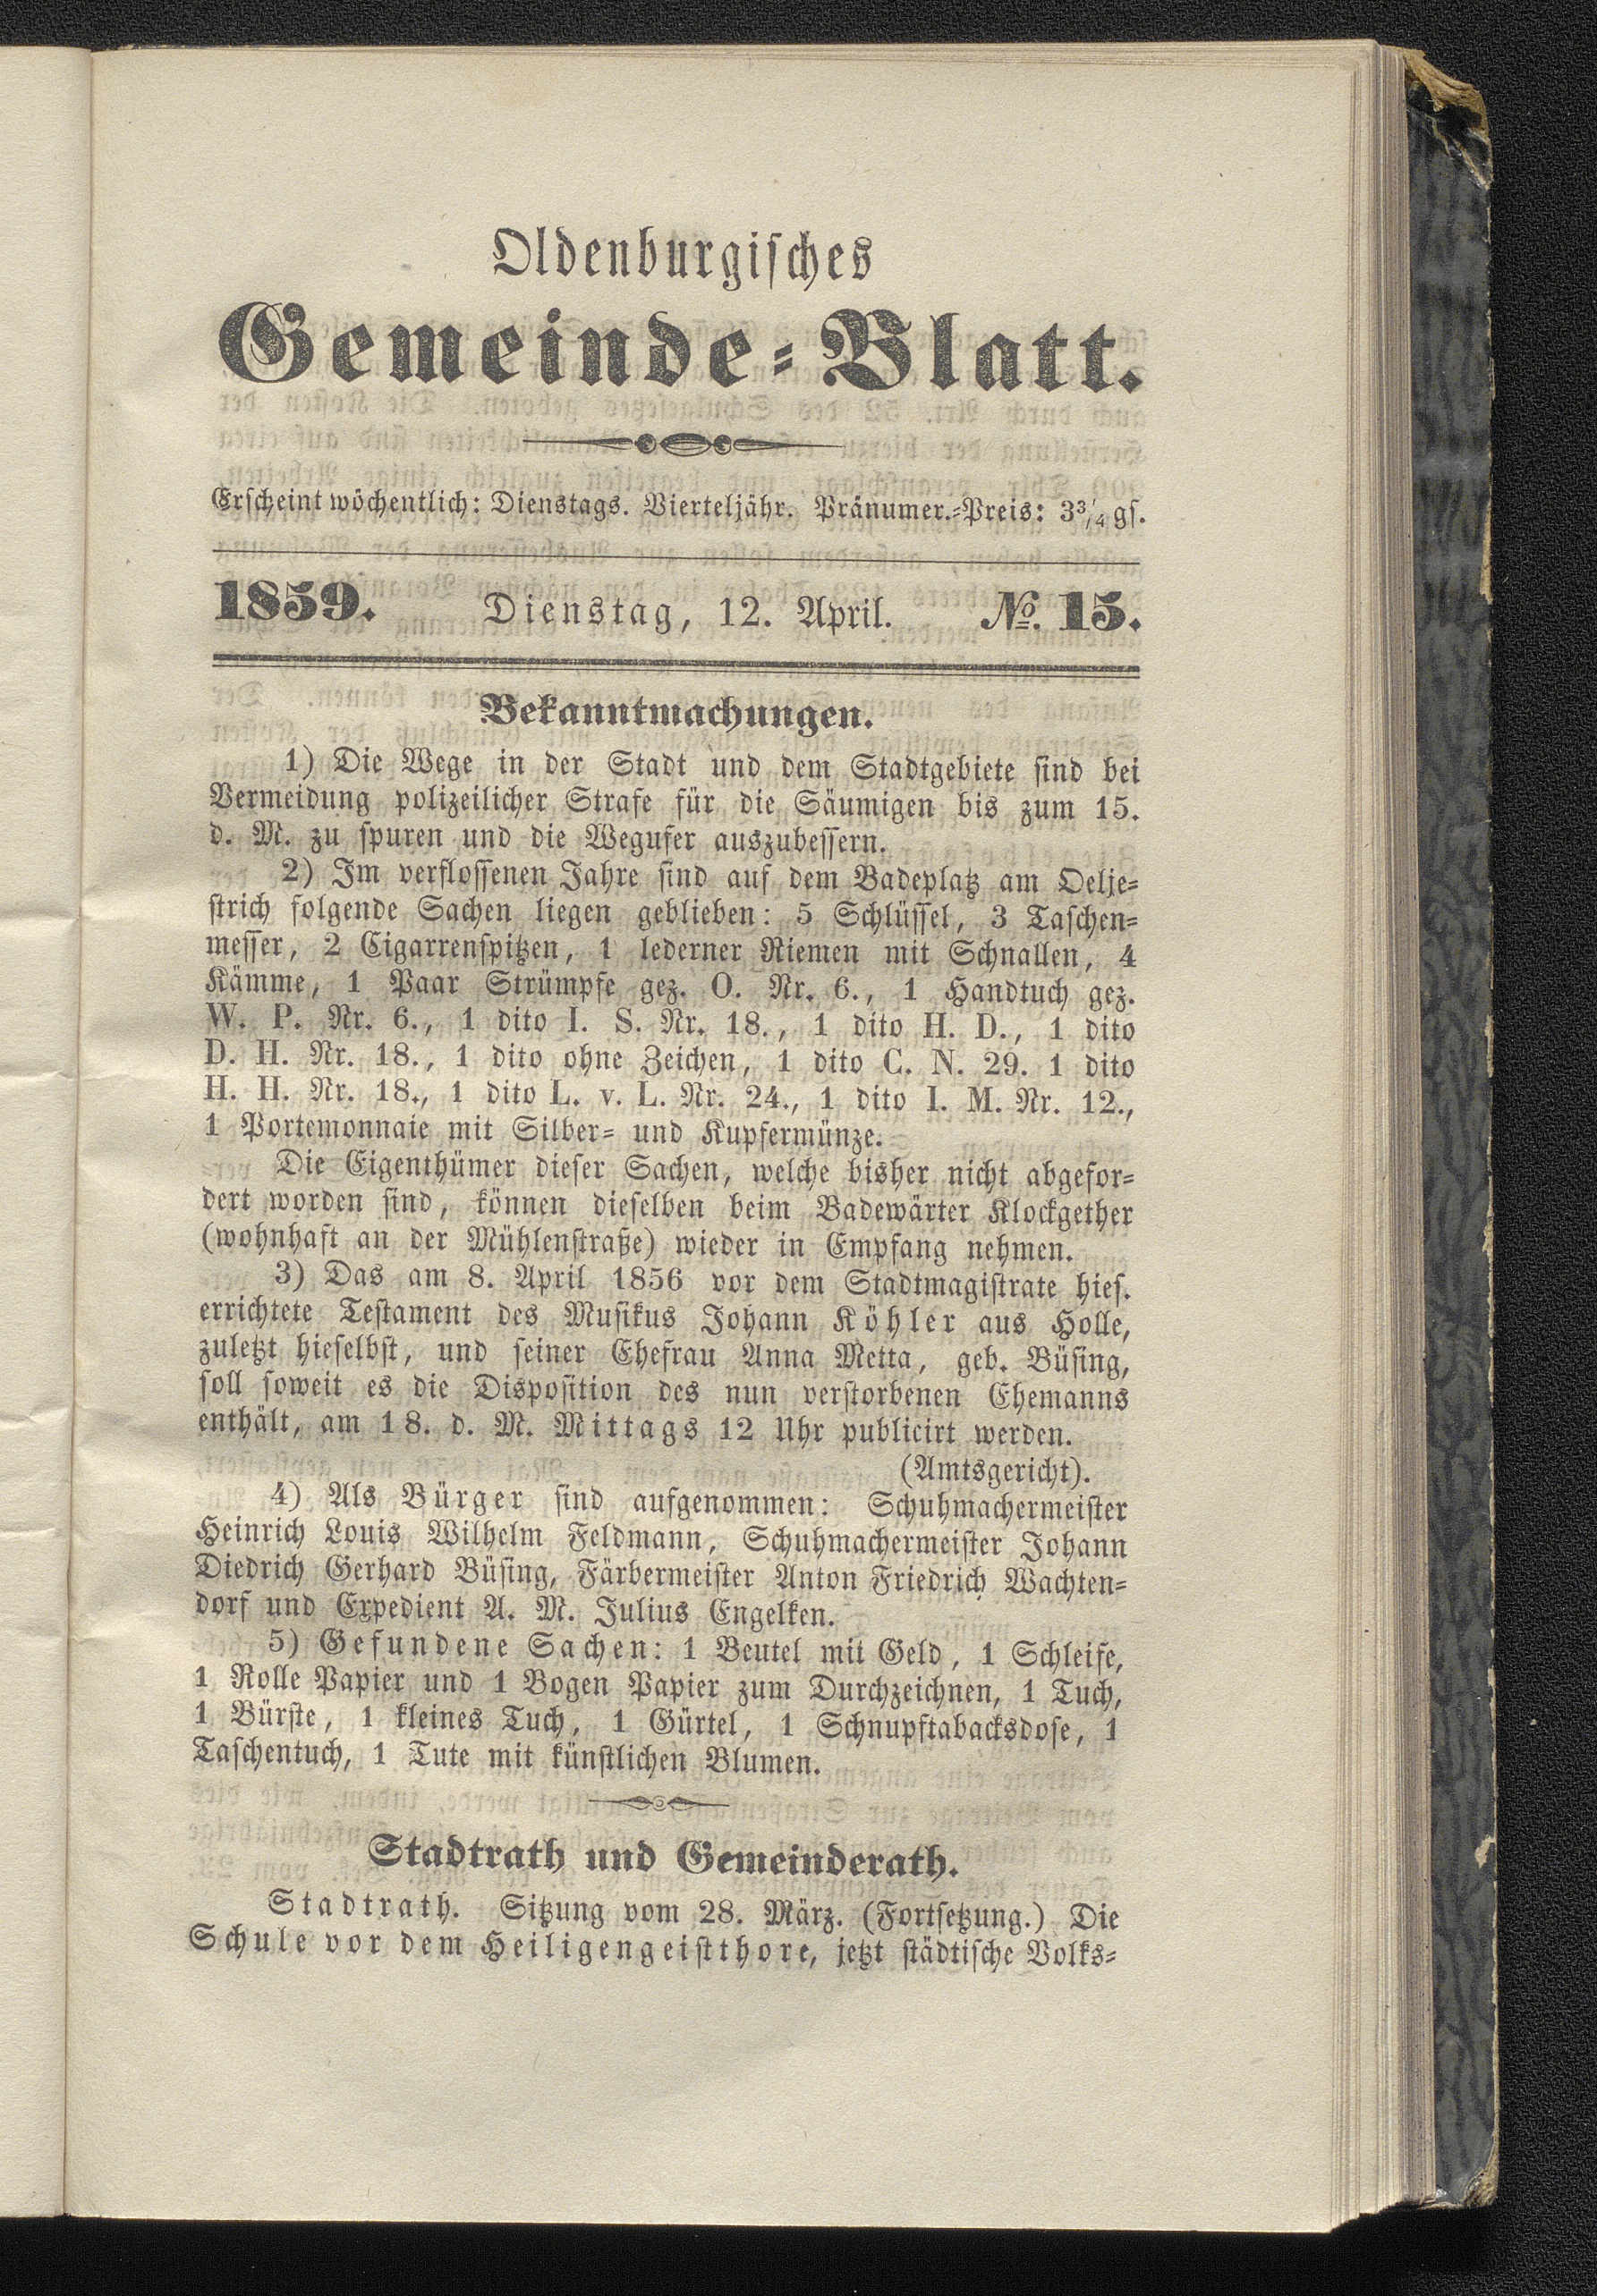 Oldenburgisches
Gemeinde-Blatt.
Erscheint wöchentlich: Dienstags. Vierteljähr. Pränumer.-Preis: 3 3/4 gs.
1859. Dienstag, 12. April. №. 15.
Bekanntmachungen.
1) Die Wege in der Stadt und dem Stadtgebiete sind bei
Vermeidung polizeilicher Strafe für die Säumigen bis zum 15.
d. M. zu spuren und die Wegufer auszubessern.
2) Im verflossenen Jahre sind auf dem Badeplatz am Oelje-
strich folgende Sachen liegen geblieben: 5 Schlüssel, 3 Taschen-
messer, 2 Cigarrenspitzen, 1 lederner Riemen mit Schnallen, 4
Kämme, 1 Paar Strümpfe gez. O. Nr. 6., 1 Handtuch gez.
W. P. Nr. 6., 1 dito I. S. Nr. 18., 1 dito H. D., 1 dito
D. H. Nr. 18., 1 dito ohne Zeichen, 1 dito C. N. 29. 1 dito
H. H. Nr. 18., 1 dito L. v. L. Nr. 24., 1 dito I. M. Nr. 12.,
1 Portemonnaie mit Silber- und Kupfermünze.
Die Eigenthümer dieser Sachen, welche bisher nicht abgefor-
dert worden sind, können dieselben beim Badewärter Klockgether
(wohnhaft an der Mühlenstraße) wieder in Empfang nehmen.
3) Das am 8. April 1856 vor dem Stadtmagistrate hies.
errichtete Testament des Musikus Johann Köhler aus Holle,
zuletzt hieselbst, und seiner Ehefrau Anna Metta, geb. Büsing,
soll soweit es die Disposition des nun verstorbenen Ehemanns
enthält, am 18. d. M. Mittags 12 Uhr publicirt werden.
(Amtsgericht).
4) Als Bürger sind aufgenommen: Schuhmachermeister
Heinrich Louis Wilhelm Feldmann, Schuhmachermeister Johann
Diedrich Gerhard Büsing, Färbermeister Anton Friedrich Wachten-
dorf und Expedient A. M. Julius Engelken.
5) Gefundene Sachen: 1 Beutel mit Geld, 1 Schleife,
1 Rolle Papier und 1 Bogen Papier zum Durchzeichnen, 1 Tuch,
1 Bürste, 1 kleines Tuch, 1 Gürtel, 1 Schnupftabacksdose, 1
Taschentuch, 1 Tute mit künstlichen Blumen.
Stadtrath und Gemeinderath.
Stadtrath. Sitzung vom 28. März. (Fortsetzung.) Die
Schule vor dem Heiligengeistthore, jetzt städtische Volks-